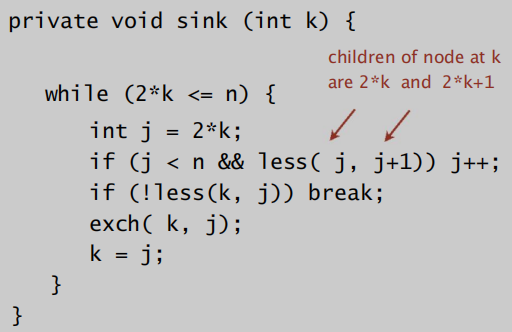 private void sink (int k) {
children of node at k
are 2*k and 2*k+1
while (2*k <= n) {
int j = 2*k;
if (j < n && less( j, j+1)) j++;
if (!less(k, j)) break;
exch( k, j);
k = j;
}
}